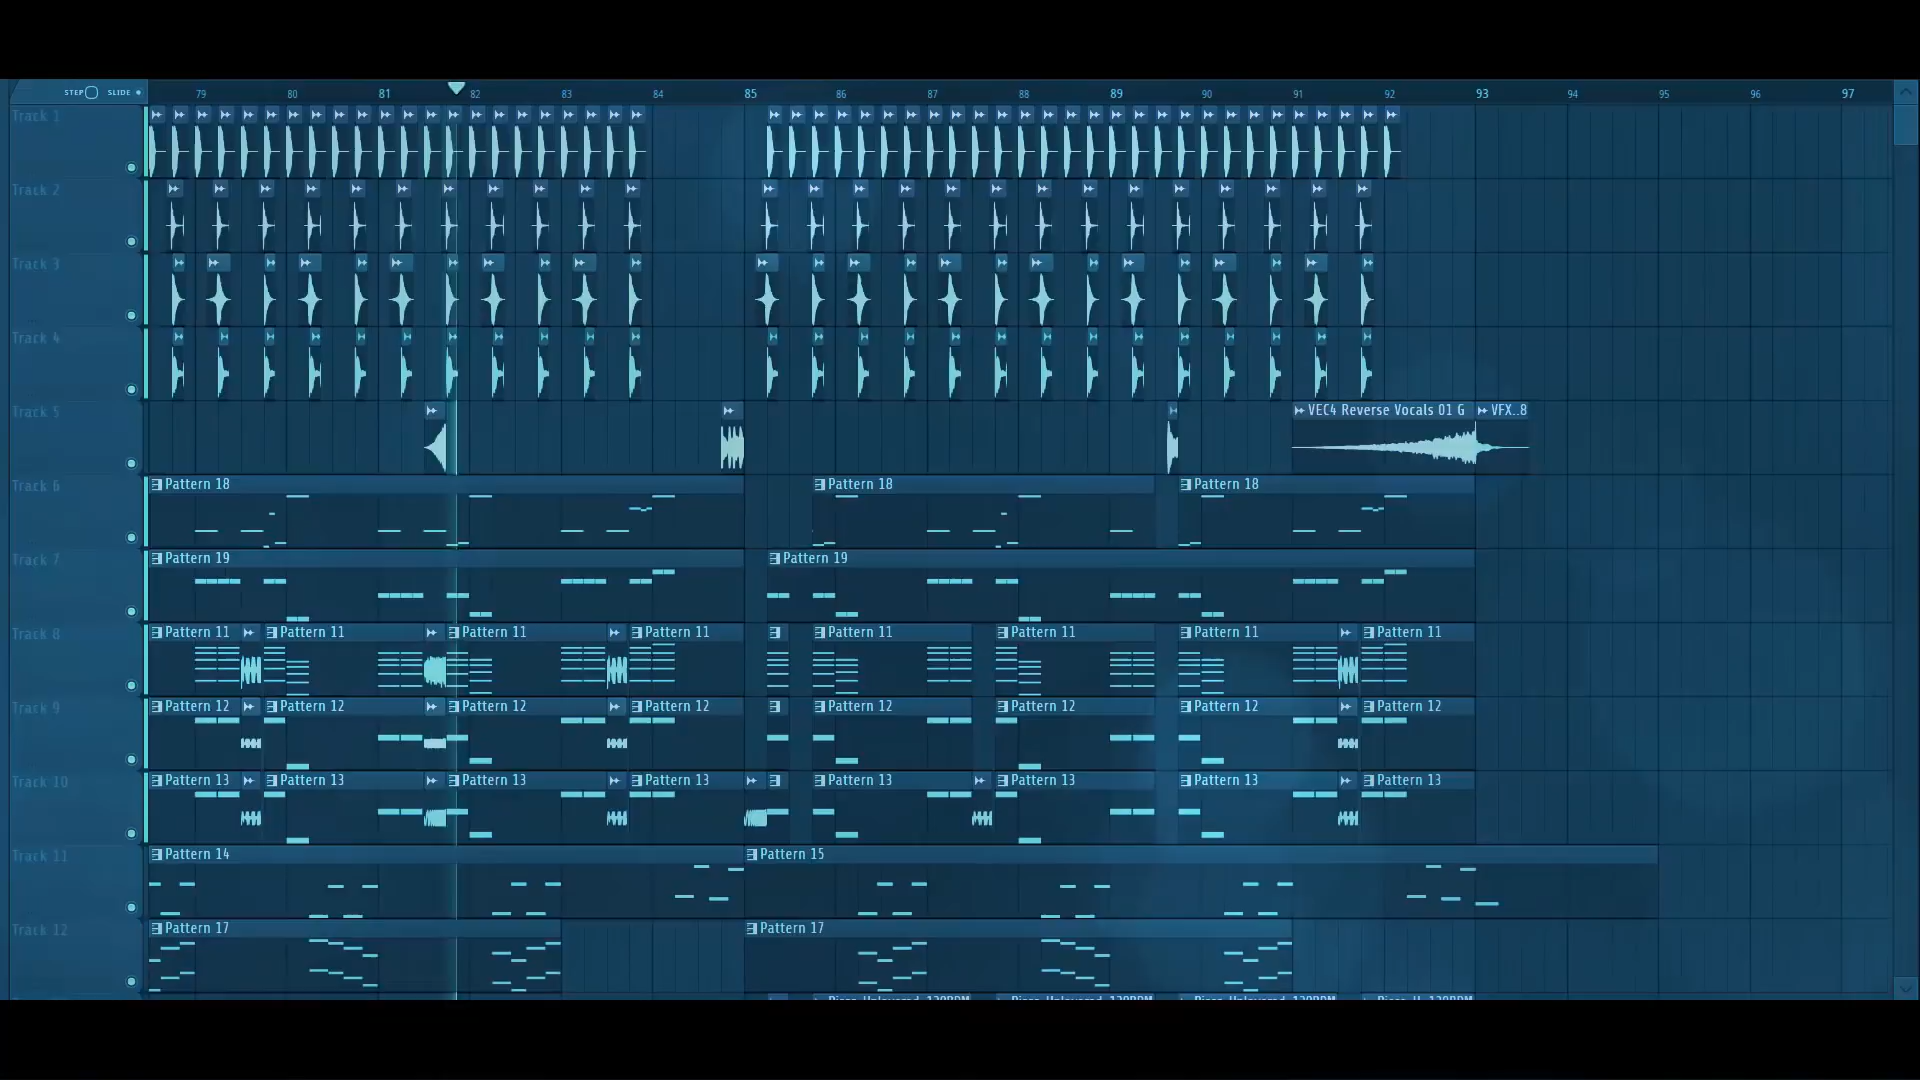 STEP SLIDE 79 80 81 82 83 84 85 86 87 88 89 90 91 92 93 94 95 96 97
Track 1
Track 2
Track 3
Track 4
Track 5 VEC4 Reverse Vocals 01 G VFX..8
Track 6 Pattern 18 Pattern 18 Pattern 18
Track 7 Pattern 19 Pattern 19
Track 8 Pattern 11 Pattern 11 Pattern 11 Pattern 11 Pattern 11 Pattern 11 Pattern 11 Pattern 11
Track 9 Pattern 12 Pattern 12 Pattern 12 Pattern 12 Pattern 12 Pattern 12 Pattern 12 Pattern 12
Track 10 Pattern 13 Pattern 13 Pattern 13 Pattern 13 Pattern 13 Pattern 13 Pattern 13 Pattern 13
Track 11 Pattern 14 Pattern 15
Track 12 Pattern 17 Pattern 17